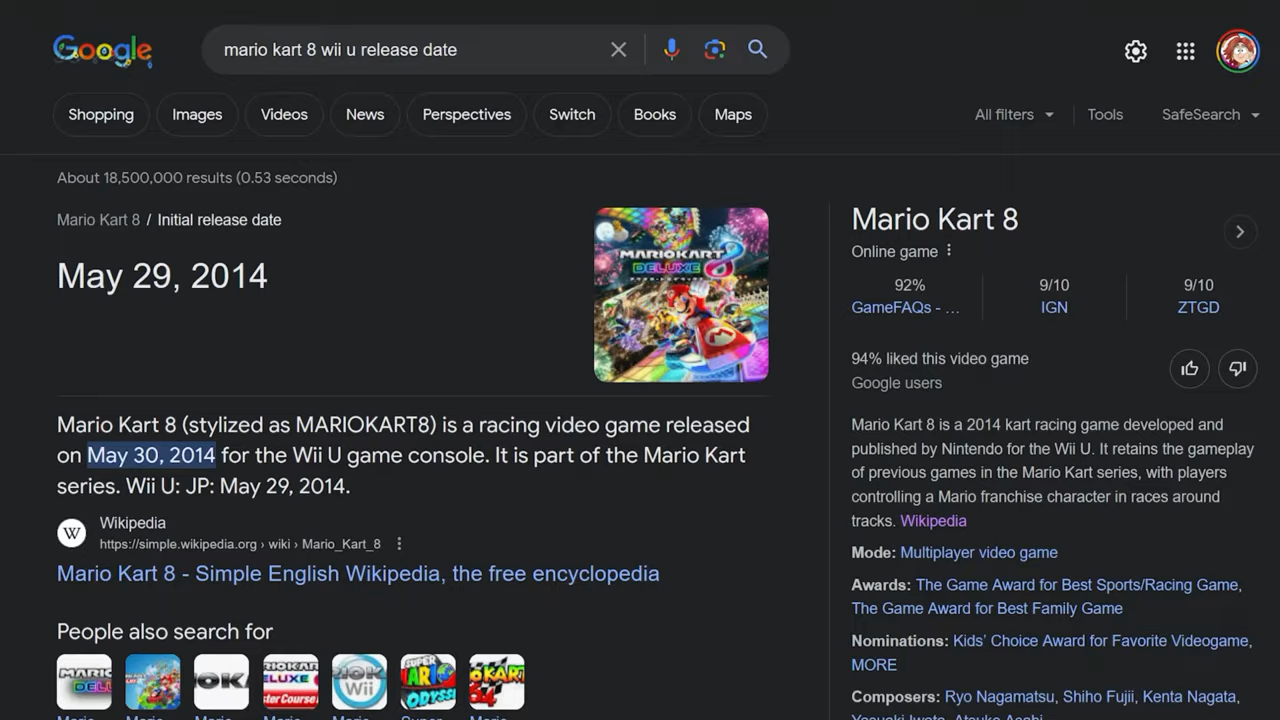 Google
mario kart 8 wii u release date
Shopping
Images
Videos
News
Perspectives
Switch
Books
Maps
All filters
Tools
SafeSearch
About 18,500,000 results (0.53 seconds)
Mario Kart 8 / Initial release date
May 29, 2014
MARIOKART 8
DELUXE
Mario Kart 8 (stylized as MARIOKART8) is a racing video game released
on May 30, 2014 for the Wii U game console. It is part of the Mario Kart
series. Wii U: JP: May 29, 2014.
W
Wikipedia
https://simple.wikipedia.org › wiki › Mario_Kart_8
Mario Kart 8 - Simple English Wikipedia, the free encyclopedia
People also search for
Mario Kart 8
Online game
92%
GameFAQs - ...
9/10
IGN
9/10
ZTGD
94% liked this video game
Google users
Mario Kart 8 is a 2014 kart racing game developed and
published by Nintendo for the Wii U. It retains the gameplay
of previous games in the Mario Kart series, with players
controlling a Mario franchise character in races around
tracks. Wikipedia
Mode: Multiplayer video game
Awards: The Game Award for Best Sports/Racing Game,
The Game Award for Best Family Game
Nominations: Kids' Choice Award for Favorite Videogame,
MORE
Composers: Ryo Nagamatsu, Shiho Fujii, Kenta Nagata,